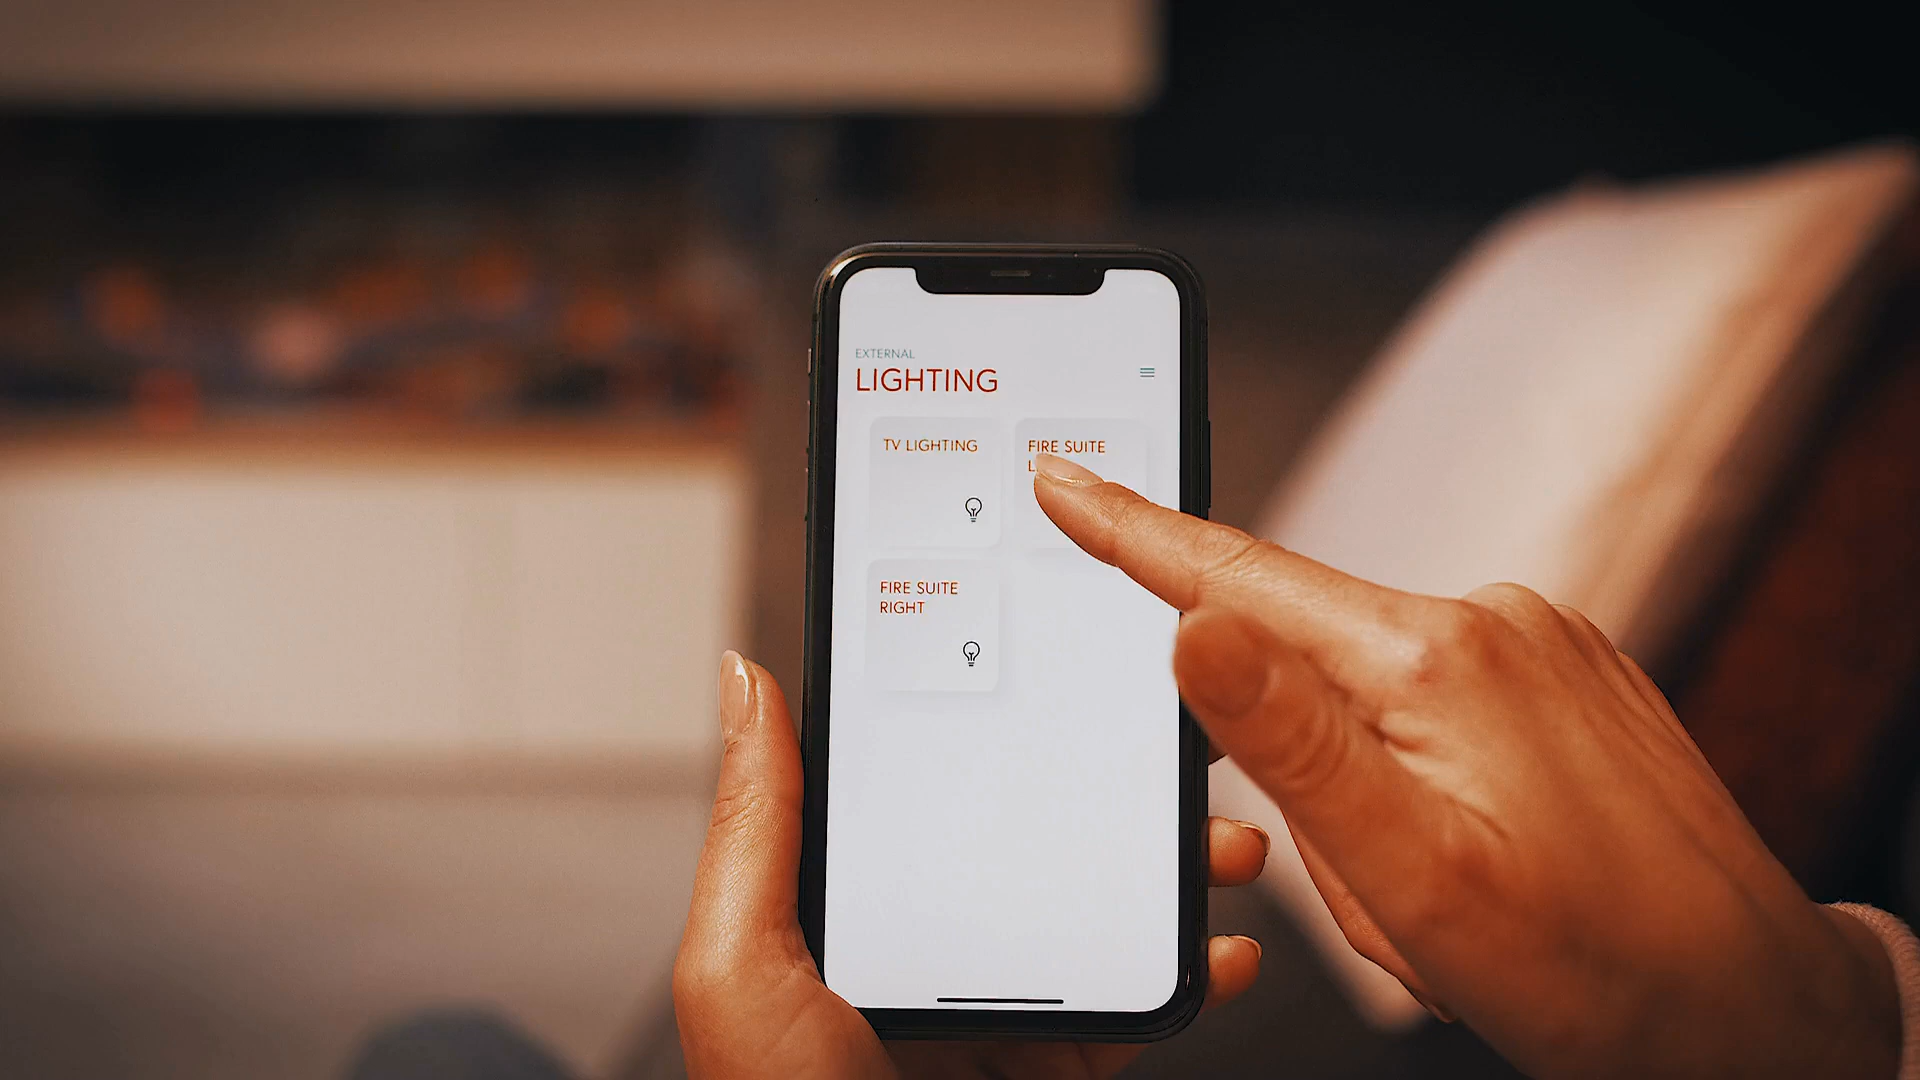 EXTERNAL
LIGHTING
TV LIGHTING
FIRE SUITE
FIRE SUITE
RIGHT